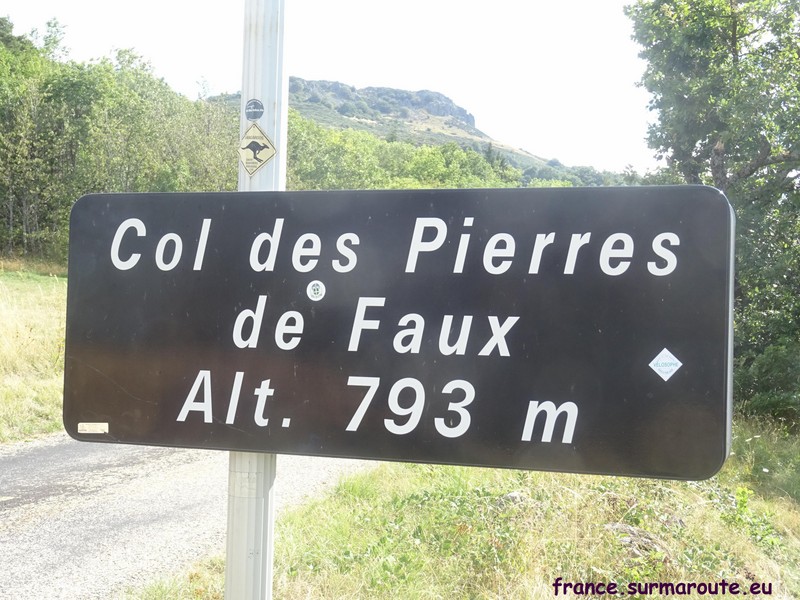 Col des Pierres
de Faux
Alt. 793 m
france.surmaroute.eu